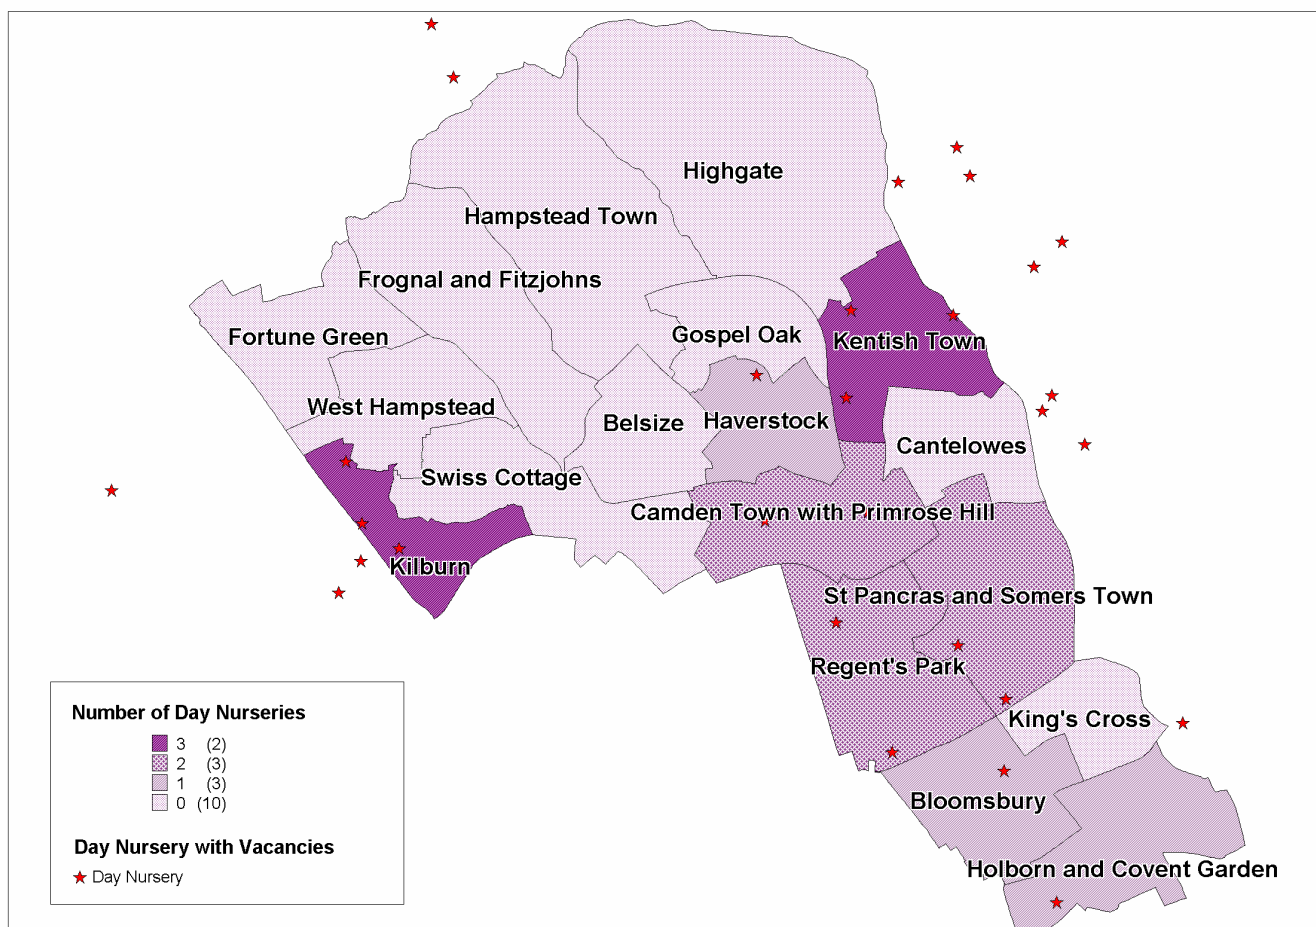 Highgate
Hampstead Town
Frognal and Fitzjohns
Gospel Oak
Fortune Green
Kentish Town
West Hampstead
Belsize
Haverstock
Cantelowes
Swiss Cottage
Camden Town with Primrose Hill
Kilburn
St Pancras and Somers Town
Regent's Park
King's Cross
Bloomsbury
Holborn and Covent Garden
Number of Day Nurseries
3 (2)
2 (3)
1 (3)
0 (10)
Day Nursery with Vacancies
Day Nursery